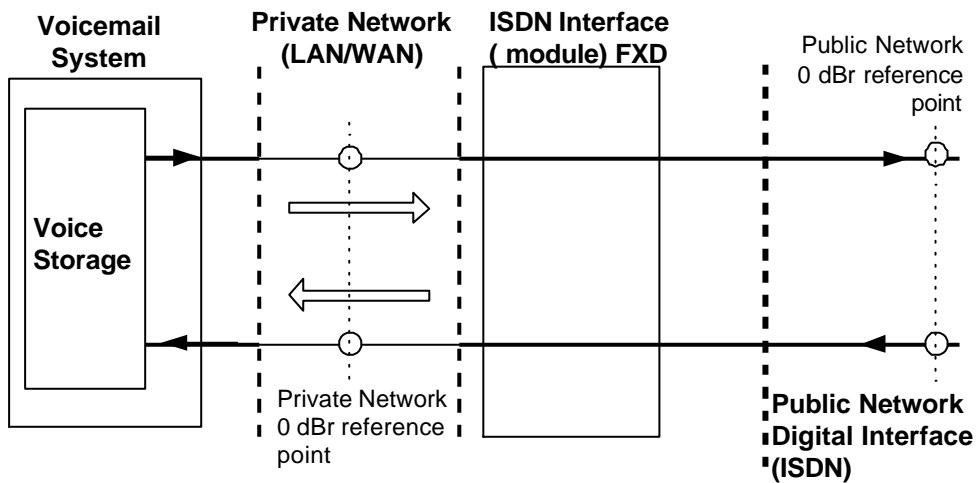 Voicemail
System
Private Network
(LAN/WAN)
ISDN Interface
( module) FXD
Public Network
0 dBr reference
point
Voice
Storage
Private Network
0 dBr reference
point
Public Network
Digital Interface
(ISDN)